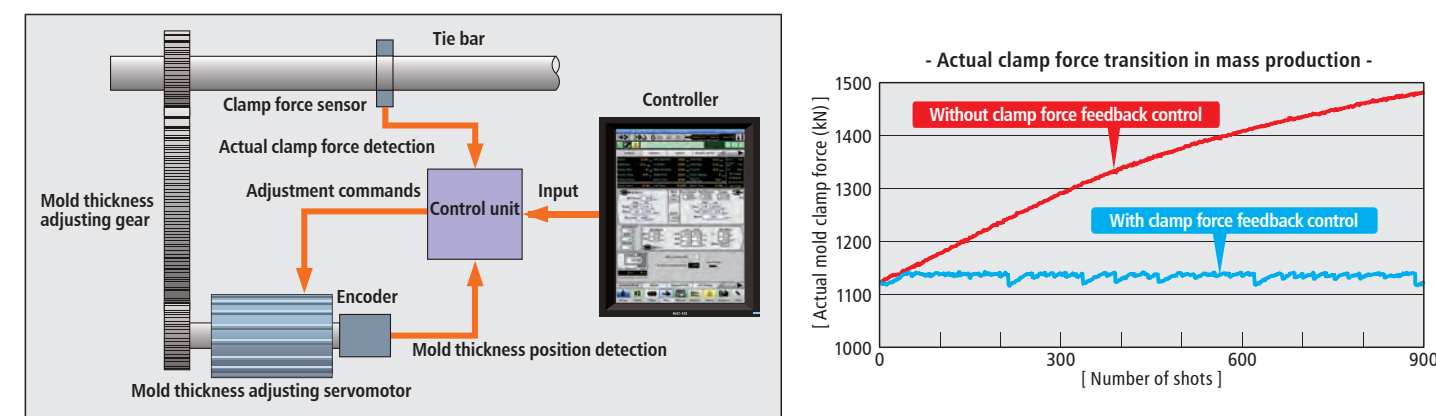 Tie bar
Clamp force sensor
Controller
Actual clamp force detection
Adjustment commands
Input
Mold thickness
adjusting gear
Control unit
Encoder
Mold thickness position detection
Mold thickness adjusting servomotor
- Actual clamp force transition in mass production -
[ Actual mold clamp force (kN) ]
1500
1400
1300
1200
1100
1000
Without clamp force feedback control
With clamp force feedback control
0
300
600
900
[ Number of shots ]